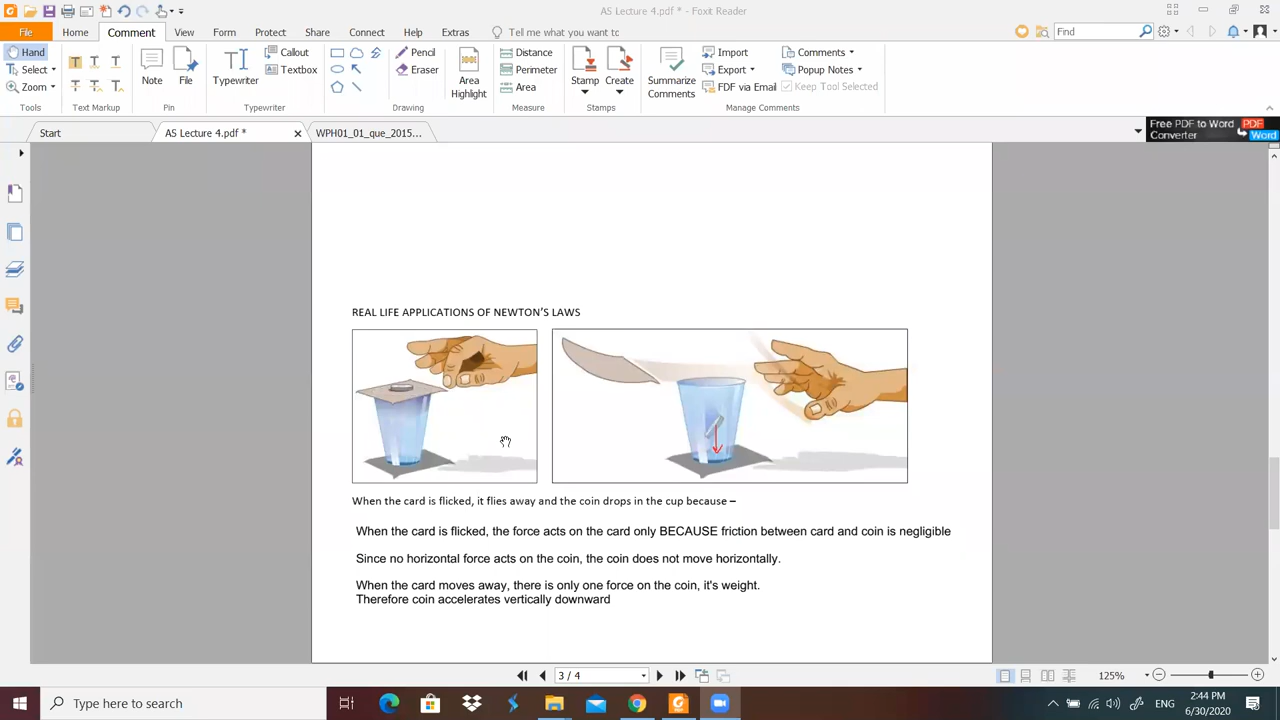 AS Lecture 4.pdf * - Foxit Reader
File Home Comment View Form Protect Share Connect Help Extras Tell me what you want to Find
Hand
Select
Zoom
Tools
Text Markup
Note
File
Pin
Typewriter
Callout
Textbox
Typewriter
Pencil
Eraser
Area
Highlight
Drawing
Distance
Perimeter
Area
Measure
Stamp
Create
Stamps
Summarize
Comments
Import
Export
FDF via Email
Comments
Popup Notes
Keep Tool Selected
Manage Comments
Start
AS Lecture 4.pdf *
WPH01_01_que_2015...
Free PDF to Word
Converter
PDF
Word
REAL LIFE APPLICATIONS OF NEWTON'S LAWS
When the card is flicked, it flies away and the coin drops in the cup because –
When the card is flicked, the force acts on the card only BECAUSE friction between card and coin is negligible
Since no horizontal force acts on the coin, the coin does not move horizontally.
When the card moves away, there is only one force on the coin, it's weight.
Therefore coin accelerates vertically downward
3 / 4
125%
Type here to search
ENG
2:44 PM
6/30/2020